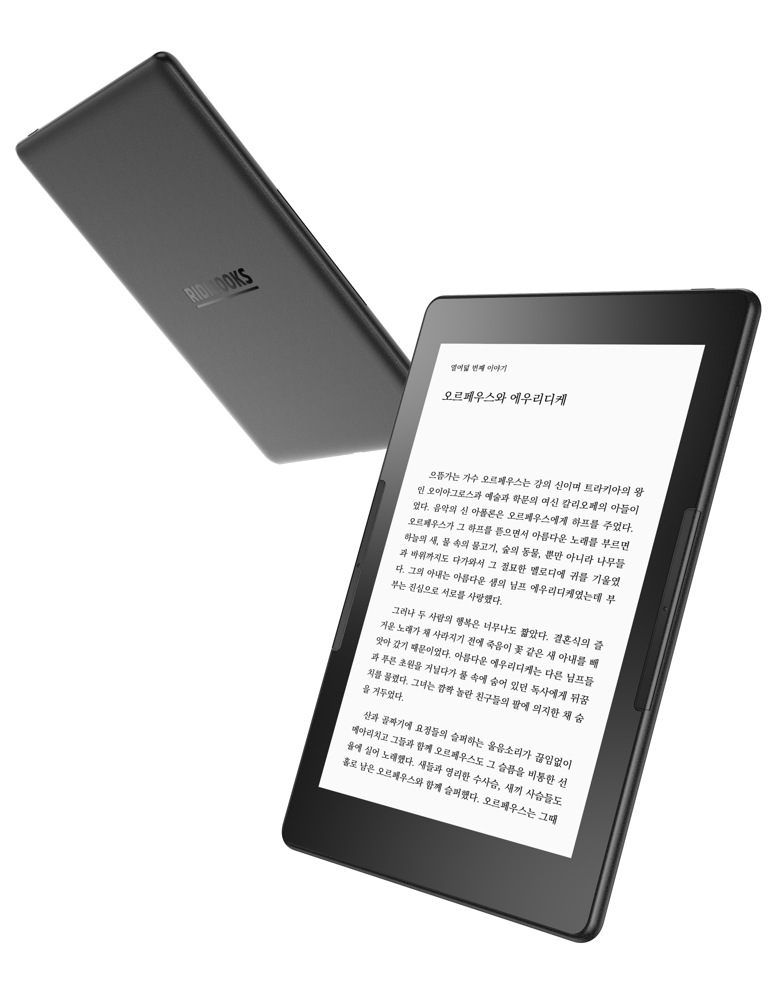 RIDIBOOKS
열여덟 번째 이야기
오르페우스와 에우리디케
으뜸가는 가수 오르페우스는 강의 신이며 트라키아의 왕
인 오이아그로스과 예술과 학문의 여신 칼리오페의 아들이
었다. 음악의 신 아폴론은 오르페우스에게 하프를 주었다.
오르페우스가 그 하프를 뜯으면서 아름다운 노래를 부르면
하늘의 새, 물 속의 물고기, 숲의 동물, 뿐만 아니라 나무들
과 바위까지도 다가와서 그 절묘한 멜로디에 귀를 기울였
다. 그의 아내는 아름다운 샘의 님프 에우리디케였는데 부
부는 진심으로 서로를 사랑했다.
그러나 두 사람의 행복은 너무나도 짧았다. 결혼식의 즐
거운 노래가 채 사라지기 전에 죽음이 꽃 같은 새 아내를 빼
앗아 갔기 때문이었다. 아름다운 에우리디케는 다른 님프들
과 푸른 초원을 거닐다가 풀 속에 숨어 있던 독사에게 뒤꿈
치를 물렸다. 그녀는 깜짝 놀란 친구들의 팔에 의지한 채 숨
을 거두었다.
산과 골짜기에 요정들의 슬퍼하는 울음소리가 끊임없이
메아리치고 그들과 함께 오르페우스도 그 슬픔을 비통한 선
율에 실어 노래했다. 새들과 영리한 수사슴, 새끼 사슴들도
홀로 남은 오르페우스와 함께 슬퍼했다. 오르페우스는 그때